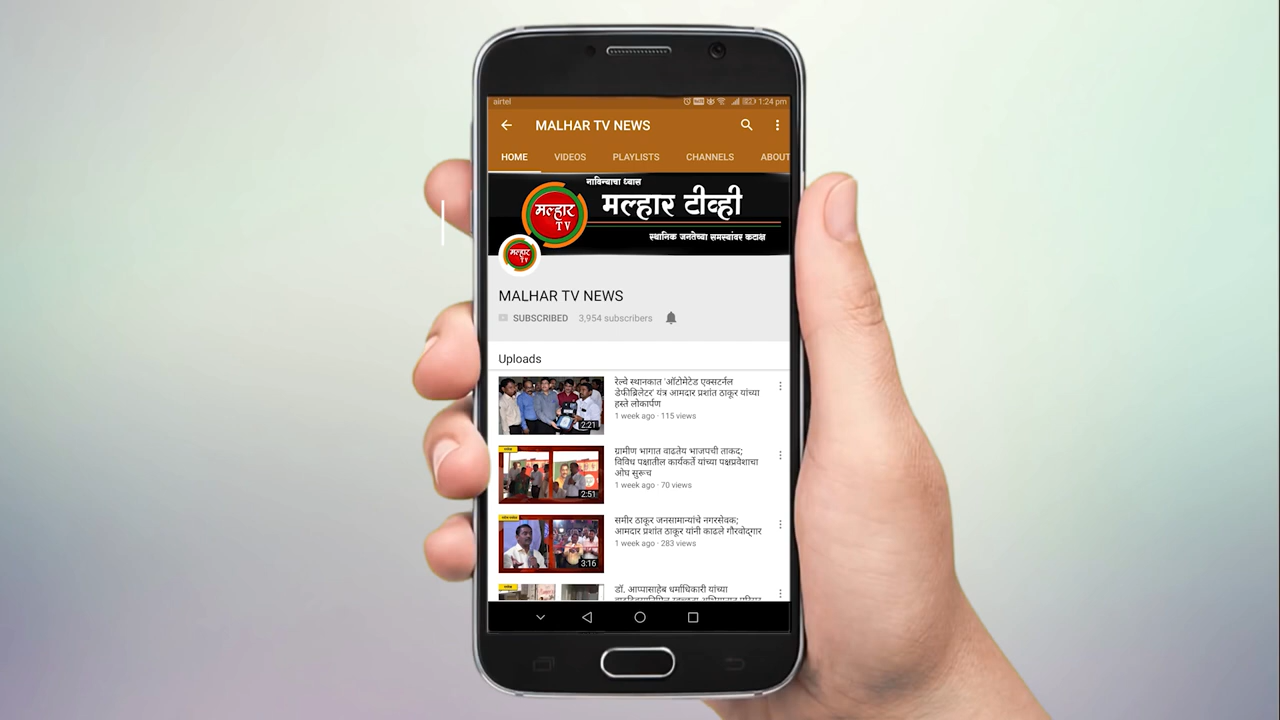 airtel
1:24 pm
MALHAR TV NEWS
HOME VIDEOS PLAYLISTS CHANNELS ABOUT
नाविन्याचा ध्यास
मल्हार टीव्ही
मल्हार
TV
स्थानिक जनतेच्या समस्यांवर कटाक्ष
मल्हार
TV
MALHAR TV NEWS
SUBSCRIBED 3,954 subscribers
Uploads
रेल्वे स्थानकात 'ऑटोमेटेड एक्सटर्नल
डेफीब्रिलेटर' यंत्र आमदार प्रशांत ठाकूर यांच्या
हस्ते लोकार्पण
1 week ago · 115 views
2:21
ग्रामीण भागात वाढतेय भाजपची ताकद;
विविध पक्षातील कार्यकर्ते यांच्या पक्षप्रवेशाचा
ओघ सुरूच
1 week ago · 70 views
2:51
समीर ठाकूर जनसामान्यांचे नगरसेवक;
आमदार प्रशांत ठाकूर यांनी काढले गौरवोद्गार
1 week ago · 283 views
3:16
डॉ. आप्पासाहेब धर्माधिकारी यांच्या